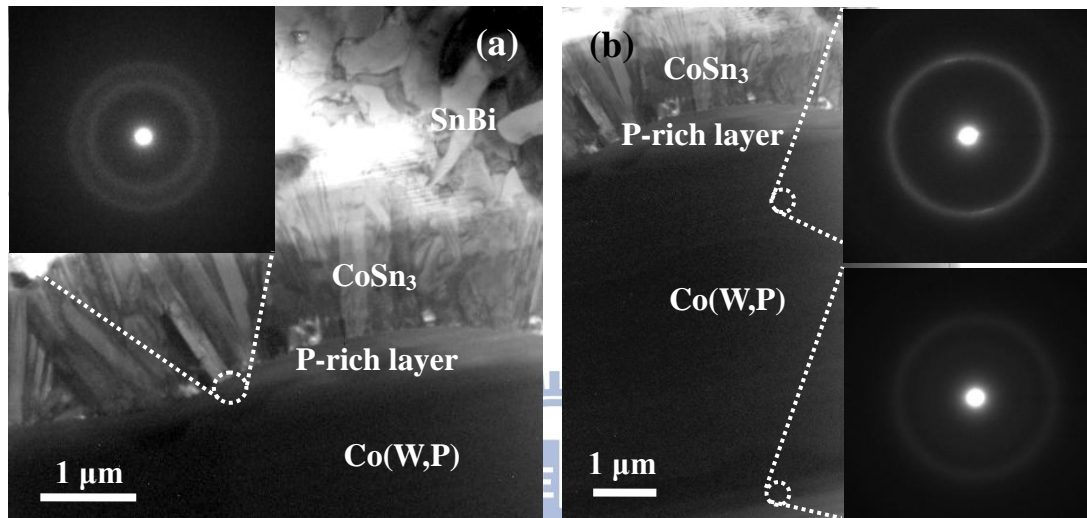 (a)
SnBi
CoSn₃
P-rich layer
Co(W,P)
1 μm
(b)
CoSn₃
P-rich layer
Co(W,P)
1 μm